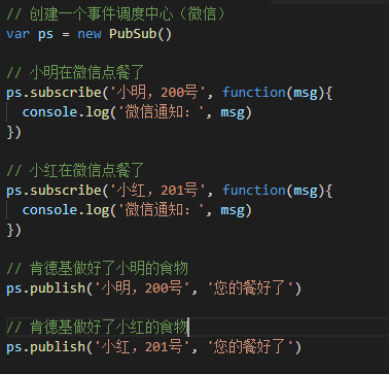 // 创建一个事件调度中心（微信）
var ps = new PubSub()
// 小明在微信点餐了
ps.subscribe('小明，200号', function(msg){
console.log('微信通知：', msg)
})
// 小红在微信点餐了
ps.subscribe('小红，201号', function(msg){
console.log('微信通知：', msg)
})
// 肯德基做好了小明的食物
ps.publish('小明，200号', '您的餐好了')
// 肯德基做好了小红的食物
ps.publish('小红，201号', '您的餐好了')